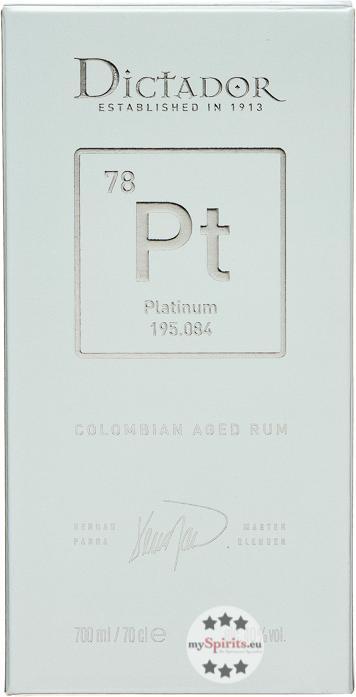 DICTADOR
ESTABLISHED IN 1913
78
Pt
Platinum
195.084
COLOMBIAN AGED RUM
HERNAN PARRA
MASTER BLENDER
700 ml / 70 cl e
% vol.
mySpirits.eu